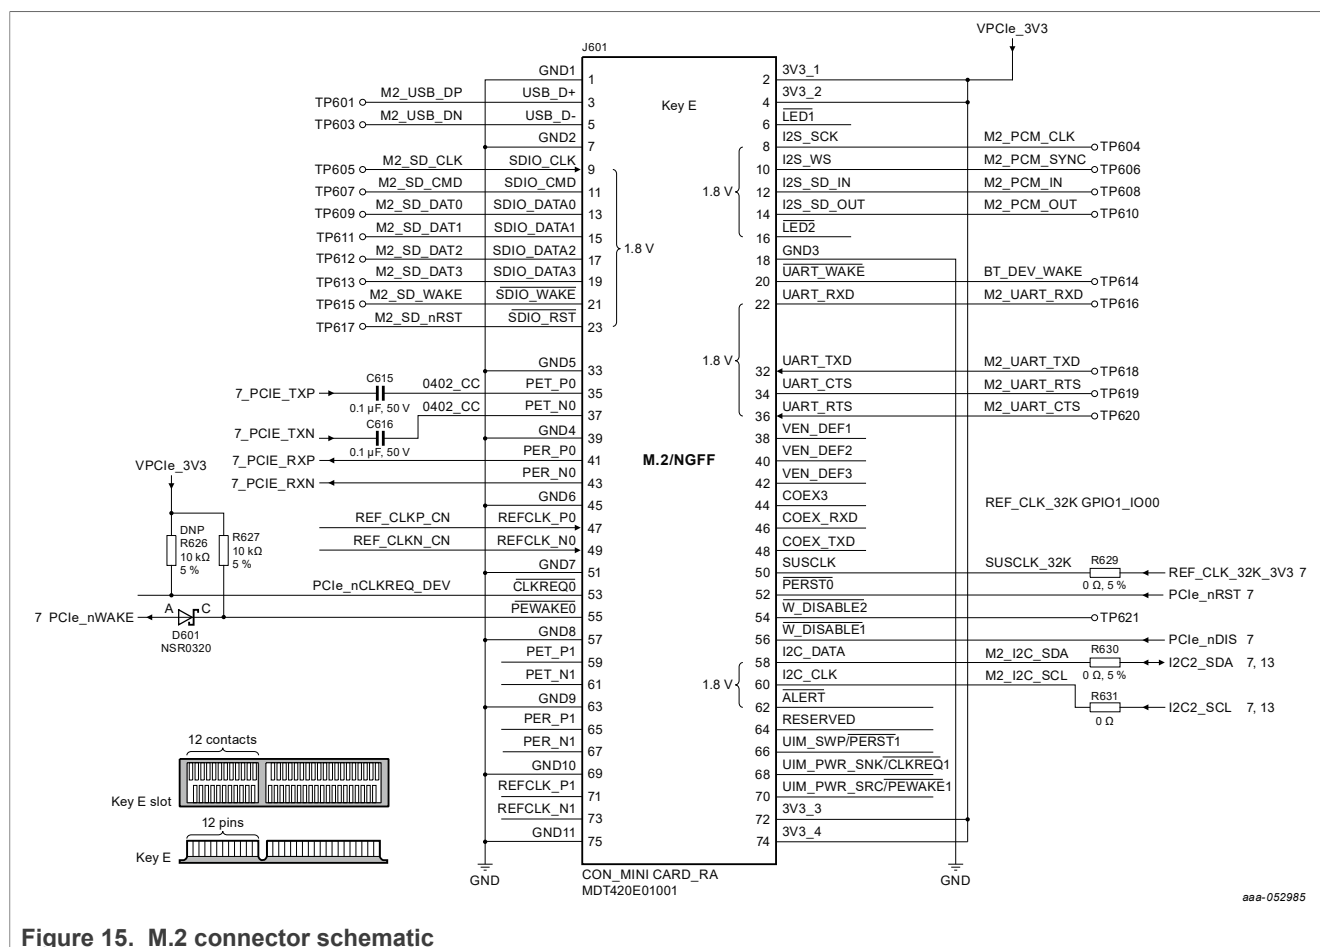 VPCIe_3V3
J601
GND1 1 2 3V3_1
TP601 M2_USB_DP USB_D+ 3 4 3V3_2
Key E
TP603 M2_USB_DN USB_D- 5 6 LED1
GND2 7 8 I2S_SCK M2_PCM_CLK TP604
TP605 M2_SD_CLK SDIO_CLK 9 10 I2S_WS M2_PCM_SYNC TP606
TP607 M2_SD_CMD SDIO_CMD 11 1.8 V 12 I2S_SD_IN M2_PCM_IN TP608
TP609 M2_SD_DAT0 SDIO_DATA0 13 14 I2S_SD_OUT M2_PCM_OUT TP610
TP611 M2_SD_DAT1 SDIO_DATA1 15 16 LED2
1.8 V
TP612 M2_SD_DAT2 SDIO_DATA2 17 18 GND3
TP613 M2_SD_DAT3 SDIO_DATA3 19 20 UART_WAKE BT_DEV_WAKE TP614
TP615 M2_SD_WAKE SDIO_WAKE 21 22 UART_RXD M2_UART_RXD TP616
TP617 M2_SD_nRST SDIO_RST 23
1.8 V
GND5 33 32 UART_TXD M2_UART_TXD TP618
7_PCIE_TXP C615 0.1 µF, 50 V 0402_CC PET_P0 35 34 UART_CTS M2_UART_RTS TP619
0402_CC PET_N0 37 36 UART_RTS M2_UART_CTS TP620
7_PCIE_TXN C616 0.1 µF, 50 V GND4 39 38 VEN_DEF1
7_PCIE_RXP PER_P0 41 M.2/NGFF 40 VEN_DEF2
7_PCIE_RXN PER_N0 43 42 VEN_DEF3
VPCIe_3V3
GND6 45 44 COEX3 REF_CLK_32K GPIO1_IO00
REF_CLKP_CN REFCLK_P0 47 46 COEX_RXD
REF_CLKN_CN REFCLK_N0 49 48 COEX_TXD
DNP
R626
10 kΩ
5 %
R627
10 kΩ
5 %
GND7 51 50 SUSCLK SUSCLK_32K R629 0 Ω, 5 % REF_CLK_32K_3V3 7
PCIe_nCLKREQ_DEV CLKREQ0 53 52 PERST0 PCIe_nRST 7
7 PCIe_nWAKE A C PEWAKE0 55 54 W_DISABLE2 TP621
D601
NSR0320
GND8 57 56 W_DISABLE1 PCIe_nDIS 7
PET_P1 59 58 I2C_DATA M2_I2C_SDA R630 0 Ω, 5 % I2C2_SDA 7, 13
PET_N1 61 1.8 V 60 I2C_CLK M2_I2C_SCL
GND9 63 62 ALERT R631 0 Ω I2C2_SCL 7, 13
PER_P1 65 64 RESERVED
PER_N1 67 66 UIM_SWP/PERST1
GND10 69 68 UIM_PWR_SNK/CLKREQ1
REFCLK_P1 71 70 UIM_PWR_SRC/PEWAKE1
REFCLK_N1 73 72 3V3_3
GND11 75 74 3V3_4
12 contacts
Key E slot
12 pins
Key E
GND
CON_MINI CARD_RA
MDT420E01001
GND
aaa-052985
Figure 15. M.2 connector schematic